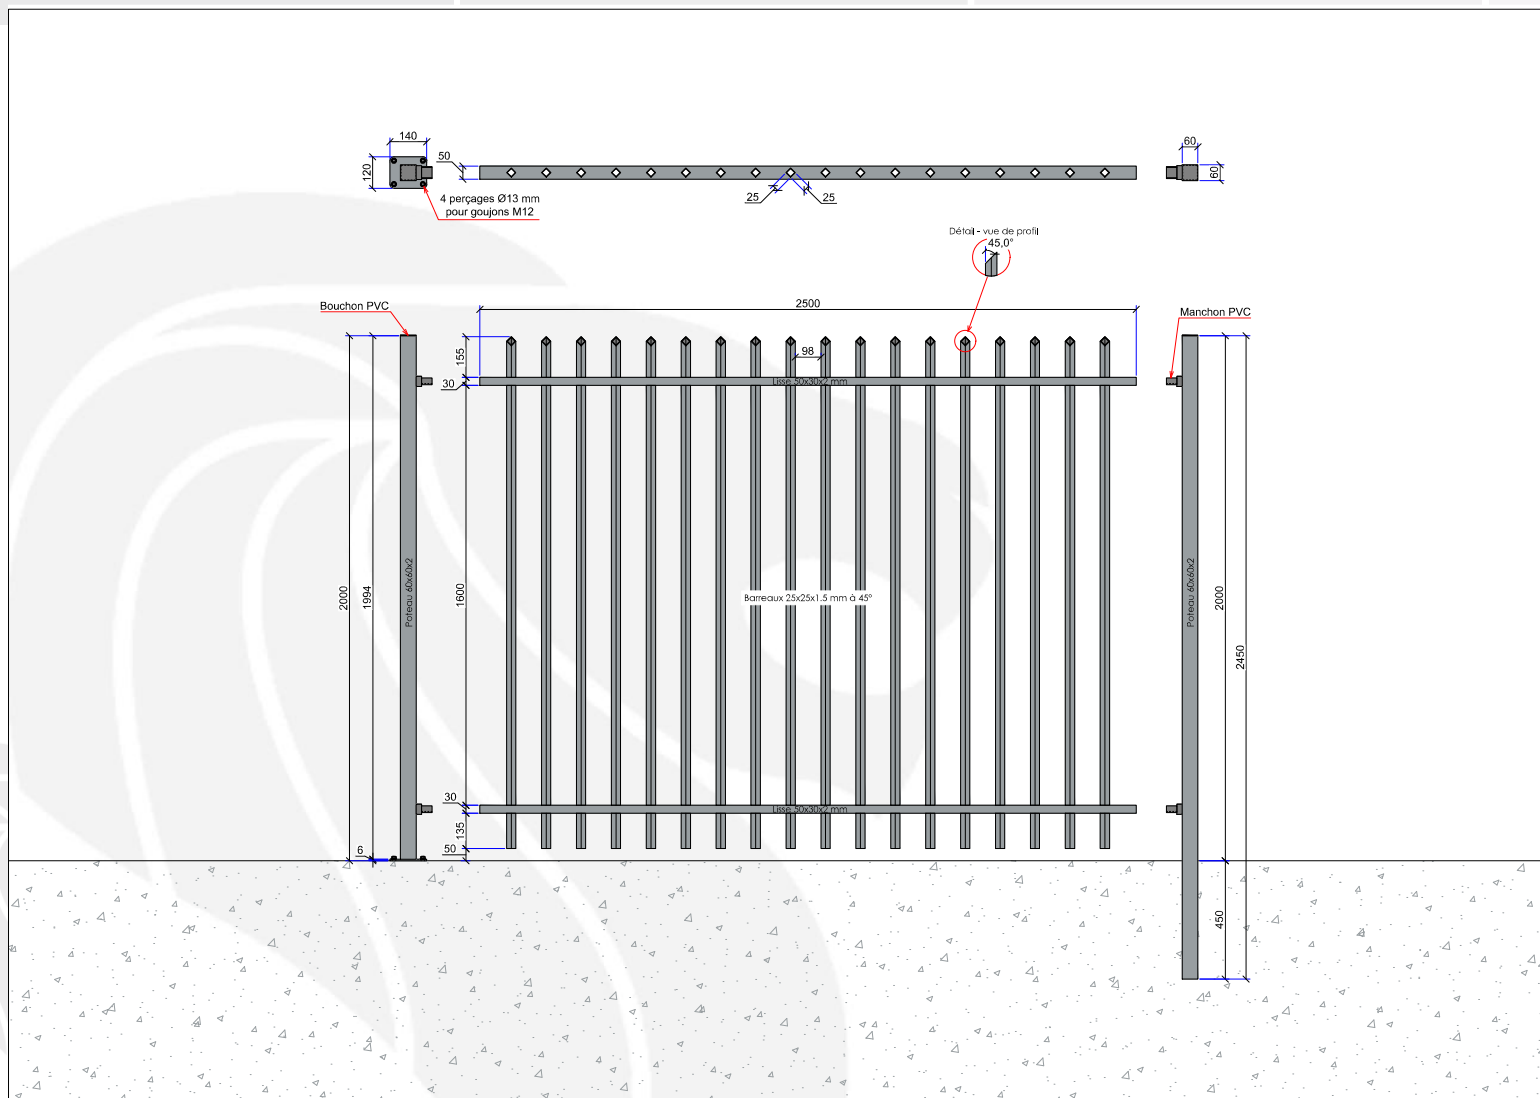 140
120
50
60
60
4 perçages Ø13 mm
pour goujons M12
25
25
Détail - vue de profil
45,0°
Bouchon PVC
2500
Manchon PVC
155
98
30
Lisse 50x30x2 mm
2000
1994
Poteau 60x60x2
1600
Barreaux 25x25x1.5 mm à 45°
Poteau 60x60x2
2000
2450
30
Lisse 50x30x2 mm
135
6
50
450